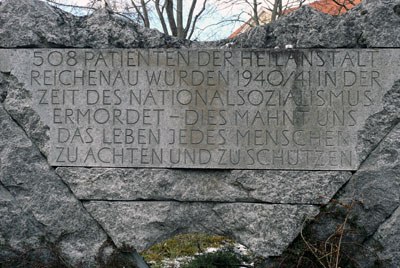 508 PATIENTEN DER HEILANSTALT
REICHENAU WURDEN 1940/41 IN DER
ZEIT DES NATIONALSOZIALISMUS
ERMORDET – DIES MAHNT UNS
DAS LEBEN JEDES MENSCHEN
ZU ACHTEN UND ZU SCHÜTZEN